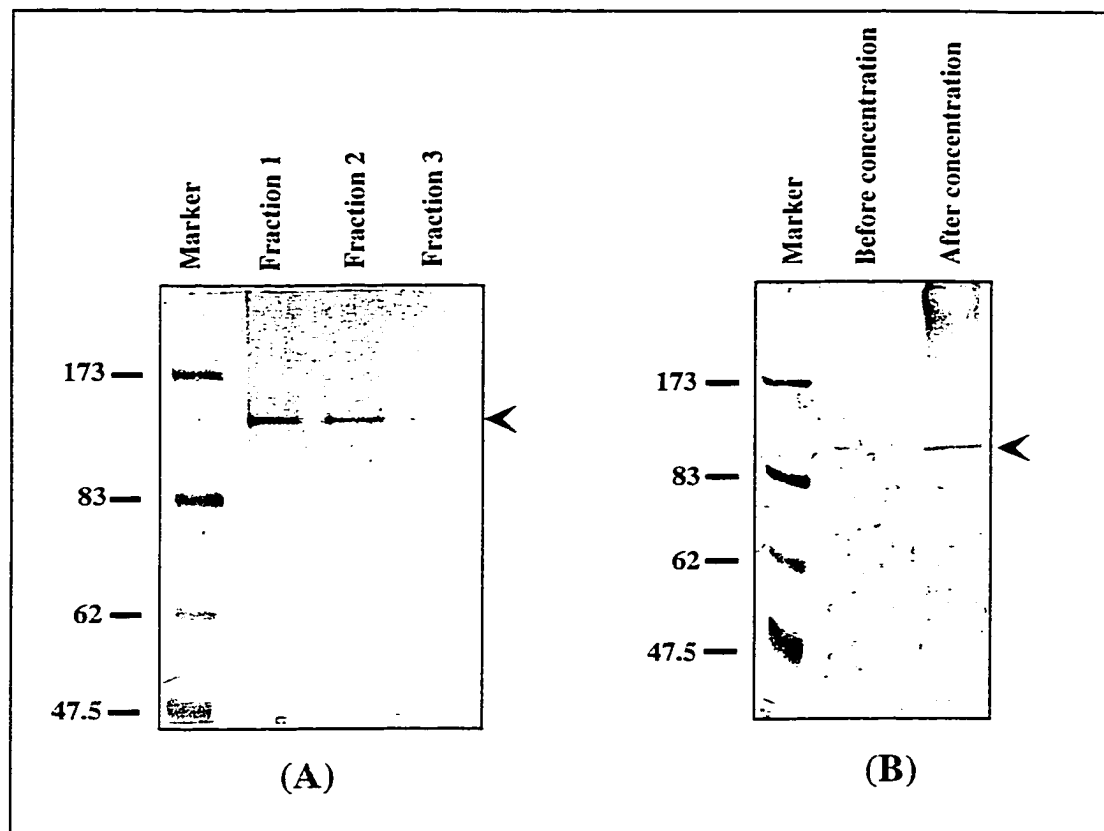 Marker
Fraction 1
Fraction 2
Fraction 3
173
83
62
47.5
(A)
Marker
Before concentration
After concentration
173
83
62
47.5
(B)